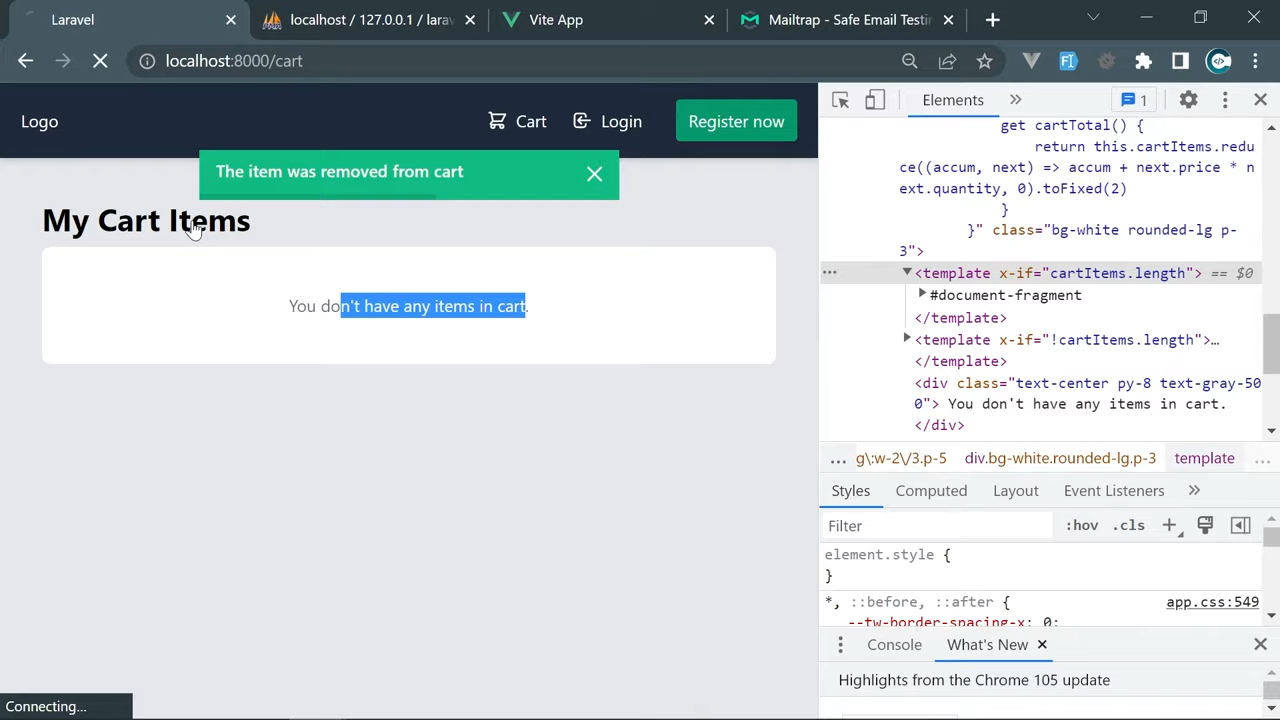 Laravel
localhost / 127.0.0.1 / larav
Vite App
Mailtrap - Safe Email Testin
localhost:8000/cart
Logo
Cart
Login
Register now
The item was removed from cart
My Cart Items
You don't have any items in cart.
Connecting...
Elements
1
get cartTotal() {
return this.cartItems.redu
ce((accum, next) => accum + next.price * n
ext.quantity, 0).toFixed(2)
}
}" class="bg-white rounded-lg p-
3">
<template x-if="cartItems.length"> == $0
#document-fragment
</template>
<template x-if="!cartItems.length">…
</template>
<div class="text-center py-8 text-gray-50
0"> You don't have any items in cart.
</div>
... g\:w-2\/3.p-5 div.bg-white.rounded-lg.p-3 template ...
Styles Computed Layout Event Listeners
Filter :hov .cls
element.style {
}
*, ::before, ::after { app.css:549
--tw-border-spacing-x: 0;
Console What's New
Highlights from the Chrome 105 update